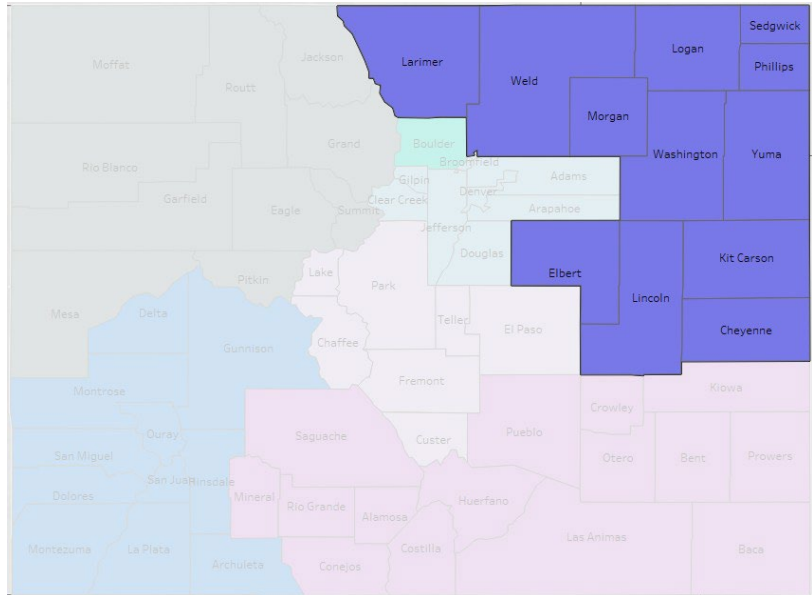 Sedgwick
Logan
Jackson
Larimer
Moffat
Phillips
Weld
Routt
Morgan
Boulder
Grand
Washington
Yuma
Broomfield
Rio Blanco
Gilpin
Adams
Denver
Garfield
Clear Creek
Eagle
Summit
Arapahoe
Jefferson
Douglas
Kit Carson
Elbert
Pitkin
Lake
Park
Lincoln
Mesa
Delta
Teller
El Paso
Cheyenne
Chaffee
Gunnison
Fremont
Kiowa
Montrose
Crowley
Custer
Pueblo
Ouray
Saguache
San Miguel
Otero
Bent
Prowers
San Juan
Hinsdale
Dolores
Mineral
Rio Grande
Huerfano
Alamosa
Las Animas
Montezuma
La Plata
Costilla
Baca
Archuleta
Conejos